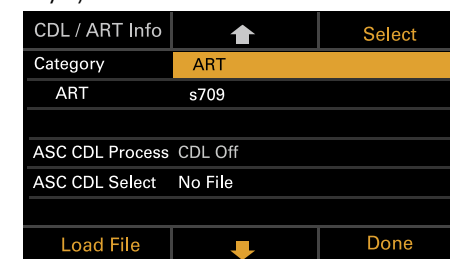 CDL / ART Info Select
Category ART
ART s709
ASC CDL Process CDL Off
ASC CDL Select No File
Load File Done